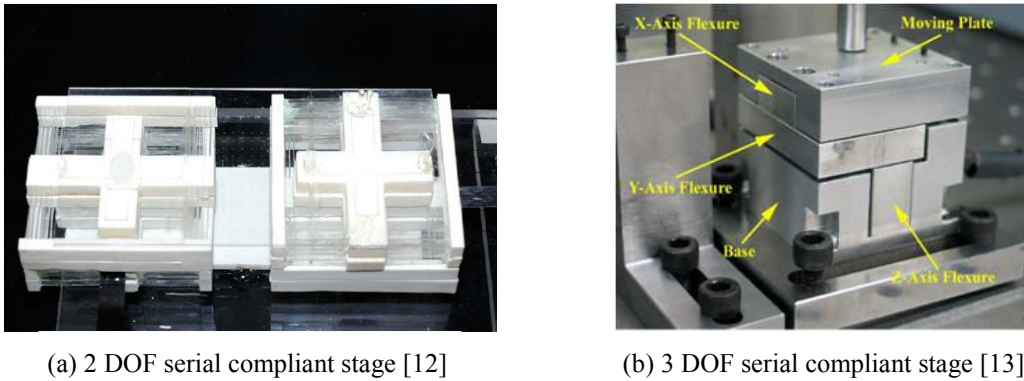 X-Axis Flexure
Moving Plate
Y-Axis Flexure
Base
Z-Axis Flexure
(a) 2 DOF serial compliant stage [12]
(b) 3 DOF serial compliant stage [13]